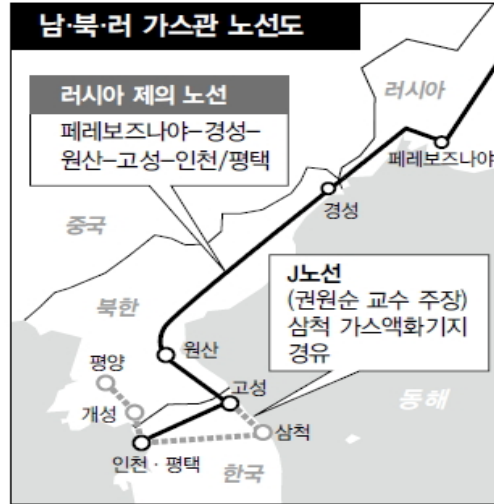 남·북·러 가스관 노선도
러시아 제의 노선
페레보즈나야–경성–
원산–고성–인천/평택
러시아
페레보즈나야
경성
중국
J노선
(권원순 교수 주장)
삼척 가스액화기지
경유
북한
원산
평양
고성
동해
개성
삼척
인천·평택
한국